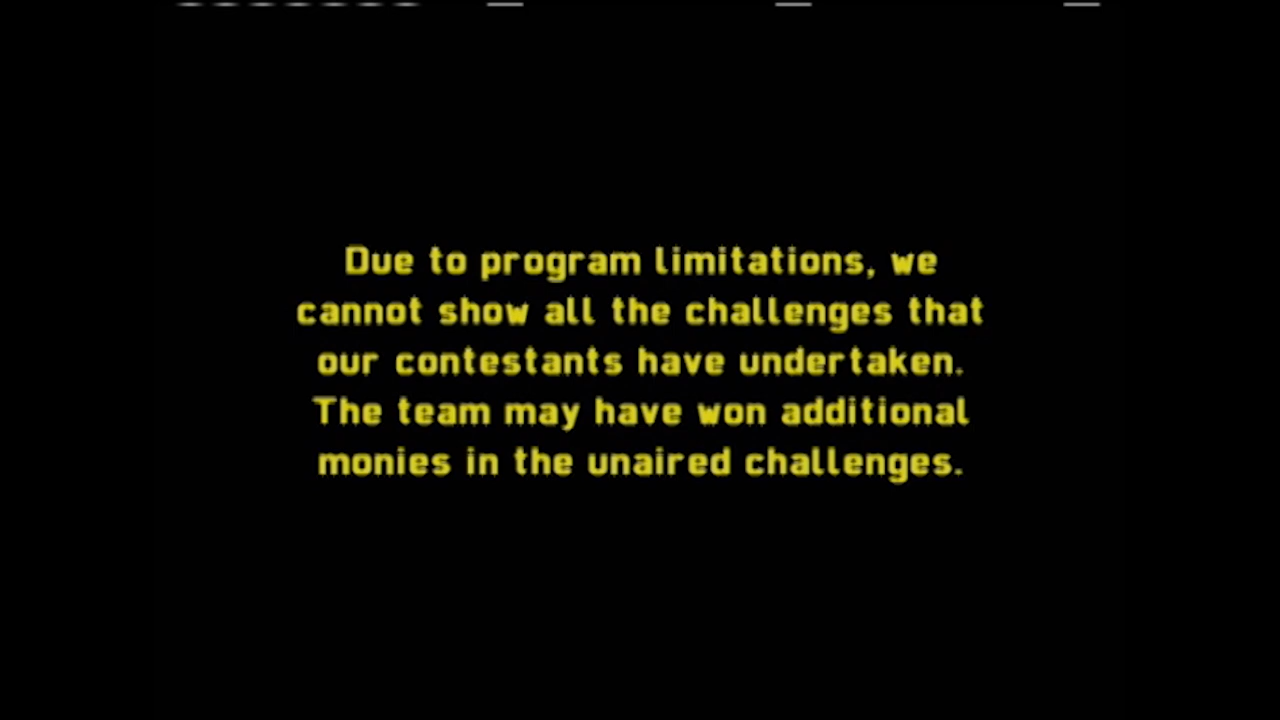 Due to program limitations, we
cannot show all the challenges that
our contestants have undertaken.
The team may have won additional
monies in the unaired challenges.